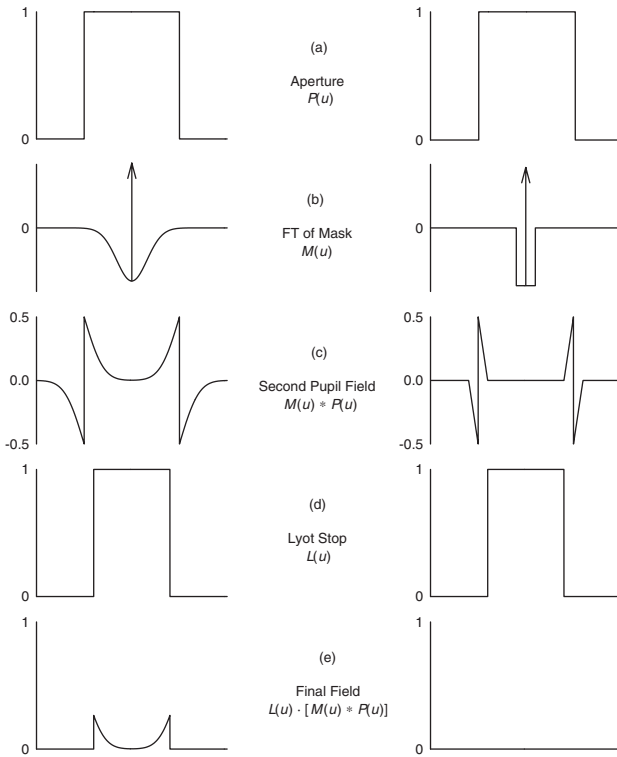 1
0
(a)
Aperture
P(u)
1
0
0
(b)
FT of Mask
M(u)
0
0.5
0.0
-0.5
(c)
Second Pupil Field
M(u) * P(u)
0.5
0.0
-0.5
1
0
(d)
Lyot Stop
L(u)
1
0
1
0
(e)
Final Field
L(u) · [M(u) * P(u)]
1
0